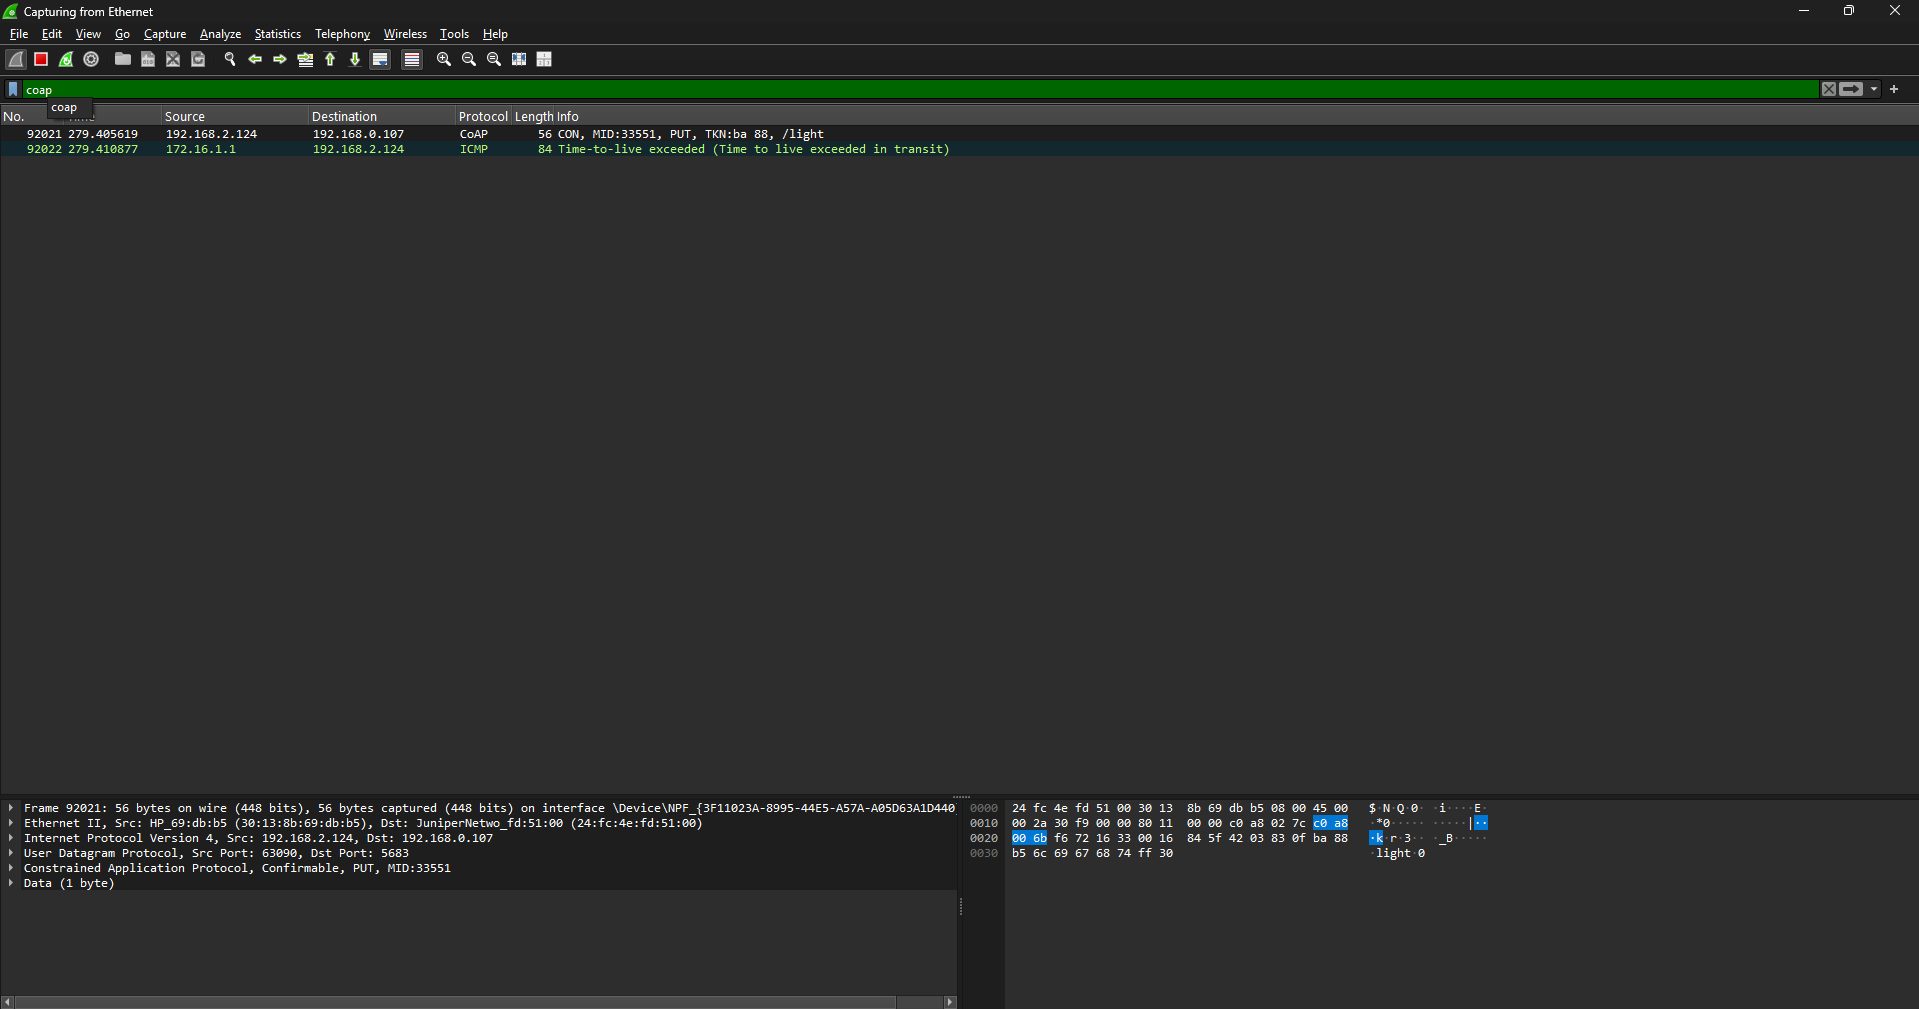 Capturing from Ethernet
File Edit View Go Capture Analyze Statistics Telephony Wireless Tools Help
coap
coap
No. Source Destination Protocol Length Info
92021 279.405619 192.168.2.124 192.168.0.107 CoAP 56 CON, MID:33551, PUT, TKN:ba 88, /light
92022 279.410877 172.16.1.1 192.168.2.124 ICMP 84 Time-to-live exceeded (Time to live exceeded in transit)
Frame 92021: 56 bytes on wire (448 bits), 56 bytes captured (448 bits) on interface \Device\NPF_{3F11023A-8995-44E5-A57A-A05D63A1D440
Ethernet II, Src: HP_69:db:b5 (30:13:8b:69:db:b5), Dst: JuniperNetwo_fd:51:00 (24:fc:4e:fd:51:00)
Internet Protocol Version 4, Src: 192.168.2.124, Dst: 192.168.0.107
User Datagram Protocol, Src Port: 63090, Dst Port: 5683
Constrained Application Protocol, Confirmable, PUT, MID:33551
Data (1 byte)
0000 24 fc 4e fd 51 00 30 13 8b 69 db b5 08 00 45 00 $·N·Q·0· ·i····E·
0010 00 2a 30 f9 00 00 80 11 00 00 c0 a8 02 7c c0 a8 ·*0····· ·····|··
0020 00 6b f6 72 16 33 00 16 84 5f 42 03 83 0f ba 88 ·k·r·3·· ·_B·····
0030 b5 6c 69 67 68 74 ff 30 ·light·0